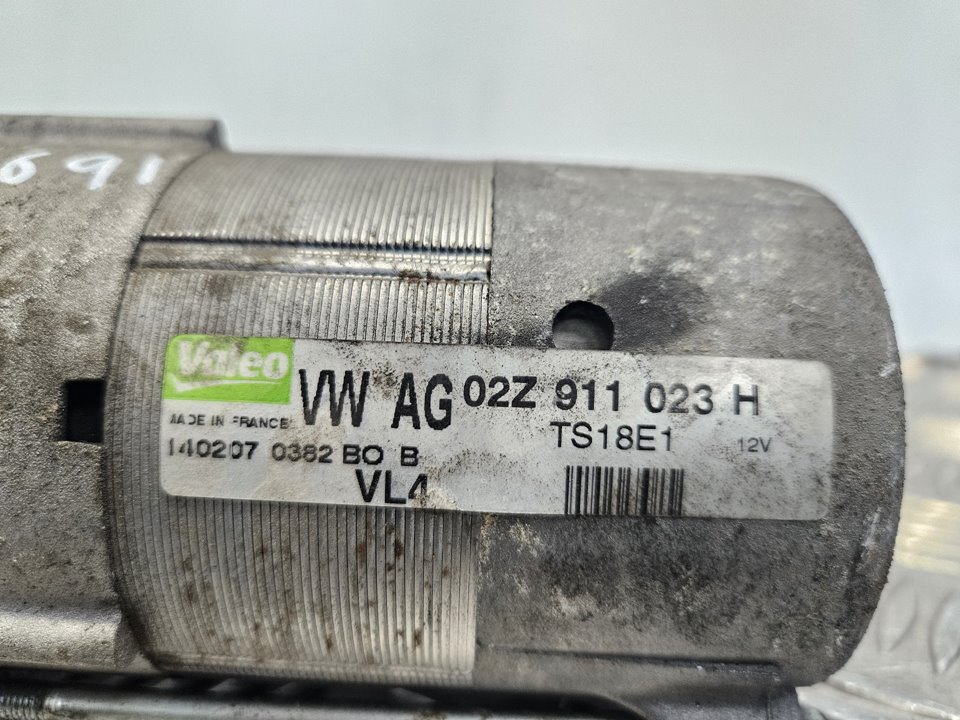 691
Valeo
VW AG 02Z 911 023 H
MADE IN FRANCE
TS18E1 12V
140207 0382 BO B
VL4